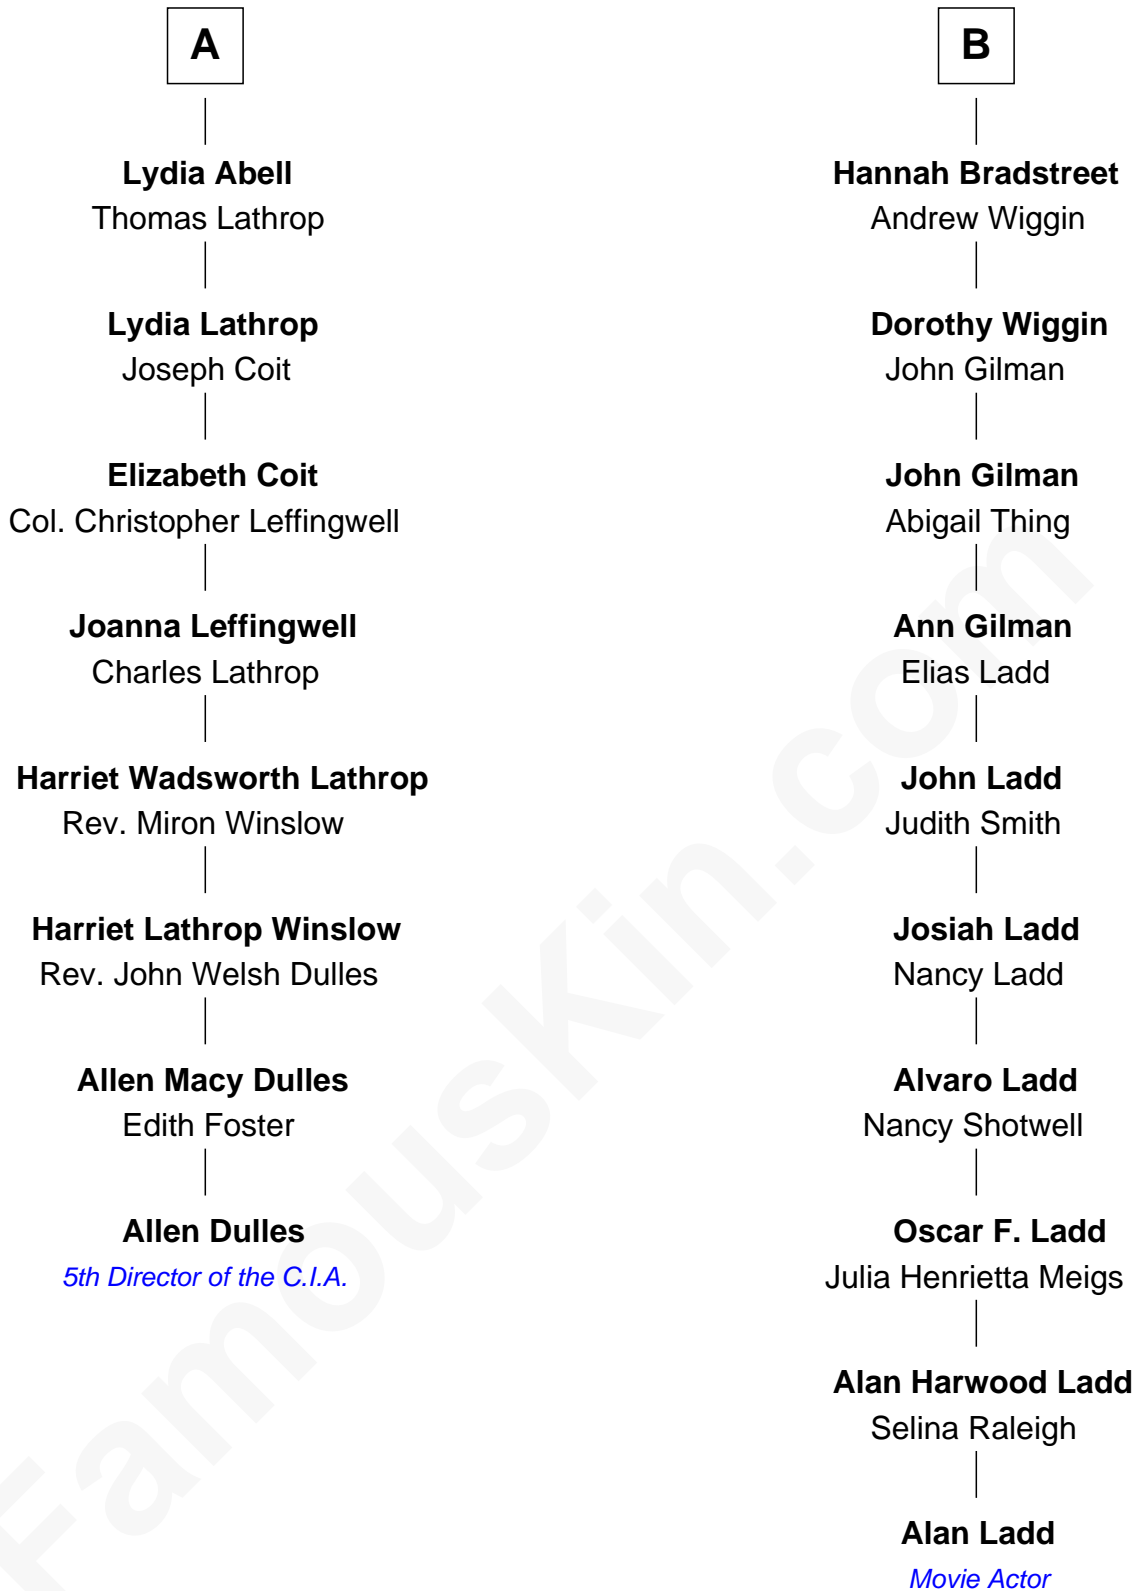 A
Lydia Abell
Thomas Lathrop
Lydia Lathrop
Joseph Coit
Elizabeth Coit
Col. Christopher Leffingwell
Joanna Leffingwell
Charles Lathrop
Harriet Wadsworth Lathrop
Rev. Miron Winslow
Harriet Lathrop Winslow
Rev. John Welsh Dulles
Allen Macy Dulles
Edith Foster
Allen Dulles
5th Director of the C.I.A.
B
Hannah Bradstreet
Andrew Wiggin
Dorothy Wiggin
John Gilman
John Gilman
Abigail Thing
Ann Gilman
Elias Ladd
John Ladd
Judith Smith
Josiah Ladd
Nancy Ladd
Alvaro Ladd
Nancy Shotwell
Oscar F. Ladd
Julia Henrietta Meigs
Alan Harwood Ladd
Selina Raleigh
Alan Ladd
Movie Actor
FamousKin.com